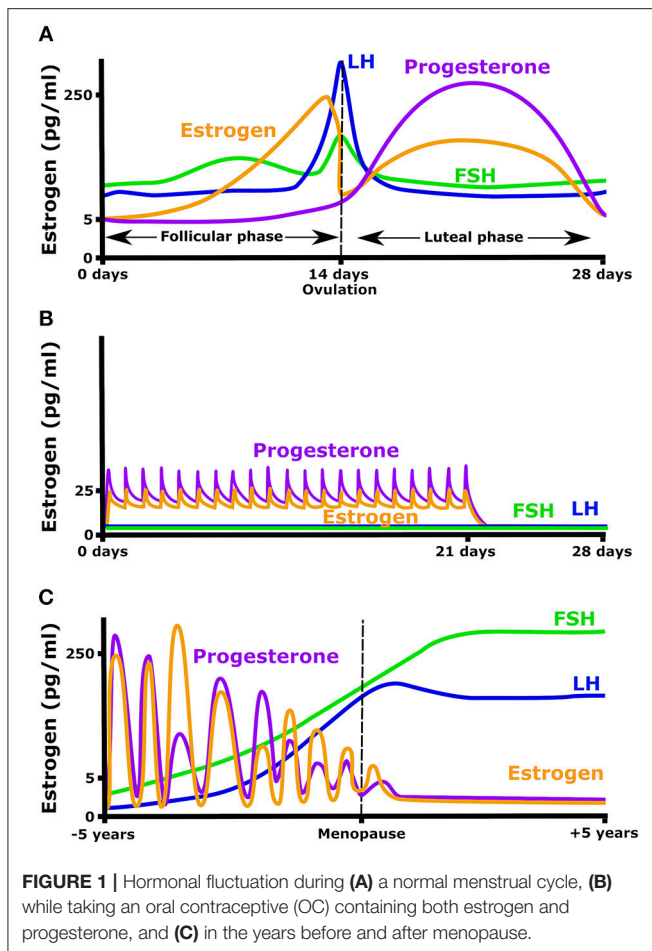 A
LH
Progesterone
250
Estrogen
FSH
Estrogen (pg/ml)
5
Follicular phase
Luteal phase
0
0 days
14 days
28 days
Ovulation
B
Estrogen (pg/ml)
Progesterone
25
Estrogen
FSH
LH
0
0 days
21 days
28 days
C
FSH
250
Progesterone
LH
Estrogen (pg/ml)
Estrogen
5
0
-5 years
Menopause
+5 years
FIGURE 1 | Hormonal fluctuation during (A) a normal menstrual cycle, (B)
while taking an oral contraceptive (OC) containing both estrogen and
progesterone, and (C) in the years before and after menopause.